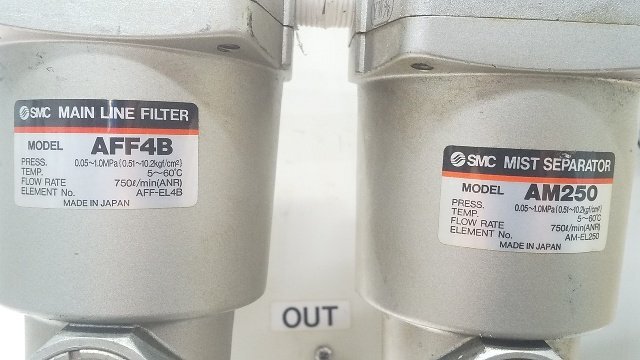 SMC MAIN LINE FILTER
MODEL AFF4B
PRESS. 0.05~1.0MPa(0.51~10.2kgf/cm²)
TEMP. 5~60℃
FLOW RATE 750ℓ/min(ANR)
ELEMENT No. AFF-EL4B
MADE IN JAPAN
SMC MIST SEPARATOR
MODEL AM250
PRESS. 0.05~1.0MPa(0.51~10.2kgf/cm²)
TEMP. 5~60℃
FLOW RATE 750ℓ/min(ANR)
ELEMENT No. AM-EL250
MADE IN JAPAN
OUT